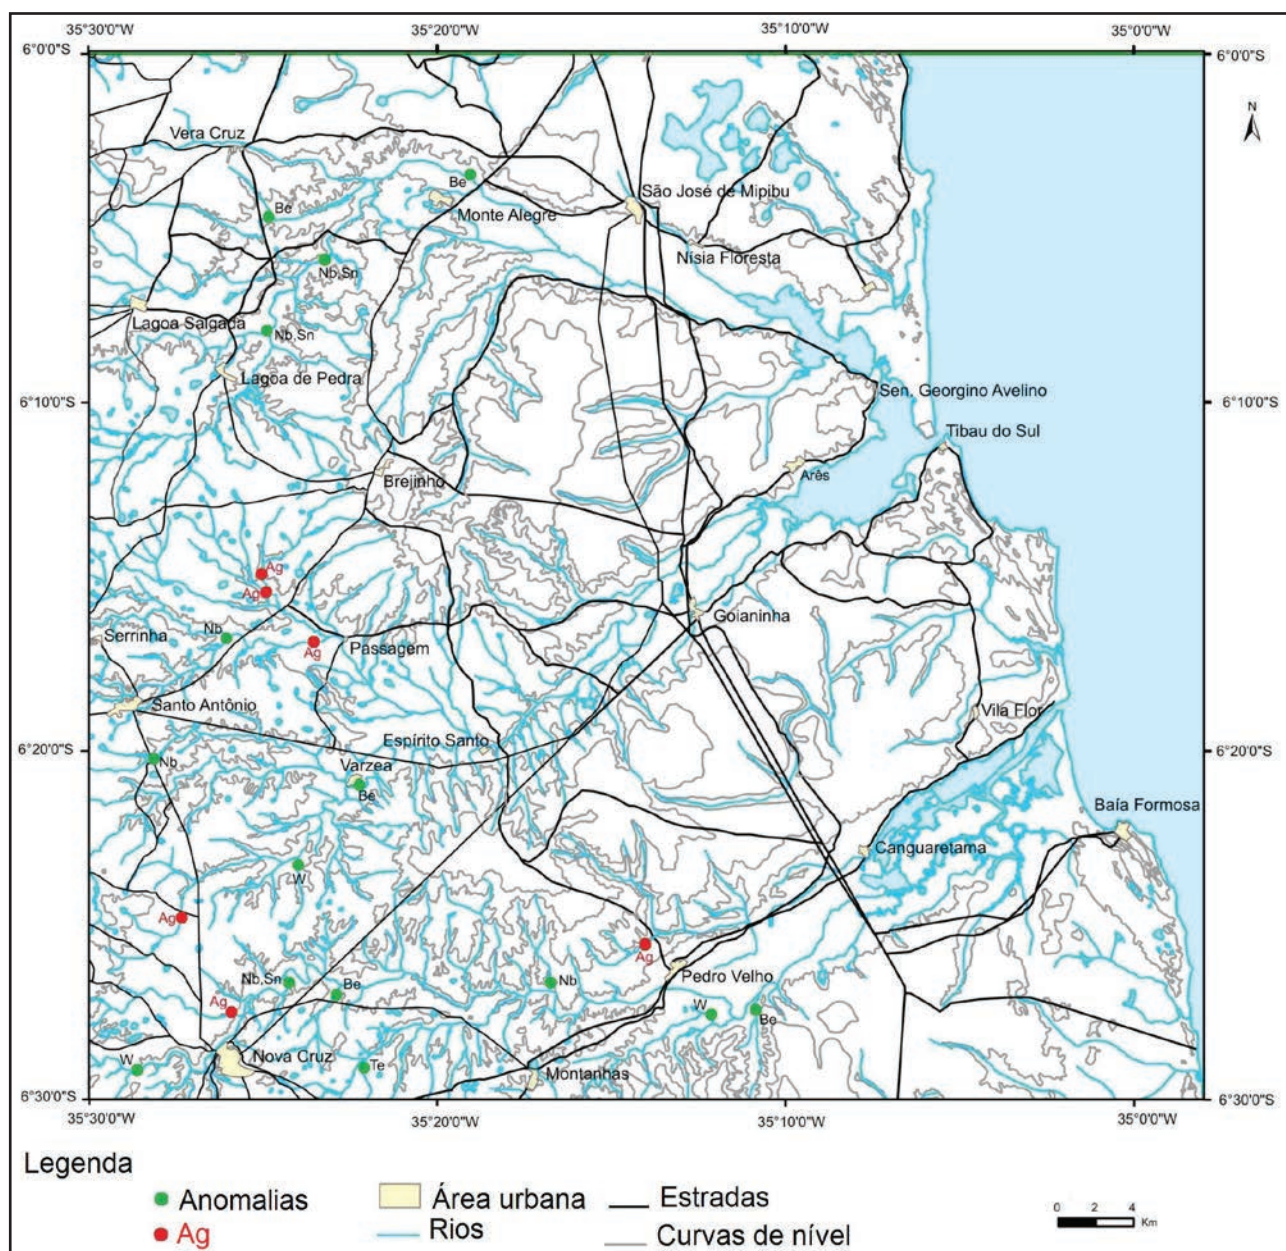 35°30'0"W 35°20'0"W 35°10'0"W 35°0'0"W
6°0'0"S 6°0'0"S
N
Vera Cruz
Be
São José de Mipibu
Be
Monte Alegre
Nísia Floresta
Nb,Sn
Lagoa Salgada
Nb,Sn
Lagoa de Pedra
Sen. Georgino Avelino
6°10'0"S 6°10'0"S
Tibau do Sul
Brejinho
Arês
Ag
Ag
Goianinha
Serrinha
Nb
Ag
Passagem
Santo Antônio
Vila Flor
Espírito Santo
6°20'0"S 6°20'0"S
Nb
Varzea
Be
Baía Formosa
Canguaretama
W
Ag
Ag
Pedro Velho
Nb,Sn
Be
Nb
Ag
W
Be
Nova Cruz
W
Te
Montanhas
6°30'0"S 6°30'0"S
35°30'0"W 35°20'0"W 35°10'0"W 35°0'0"W
Legenda
Anomalias
Área urbana
Estradas
Ag
Rios
Curvas de nível
0 2 4
Km